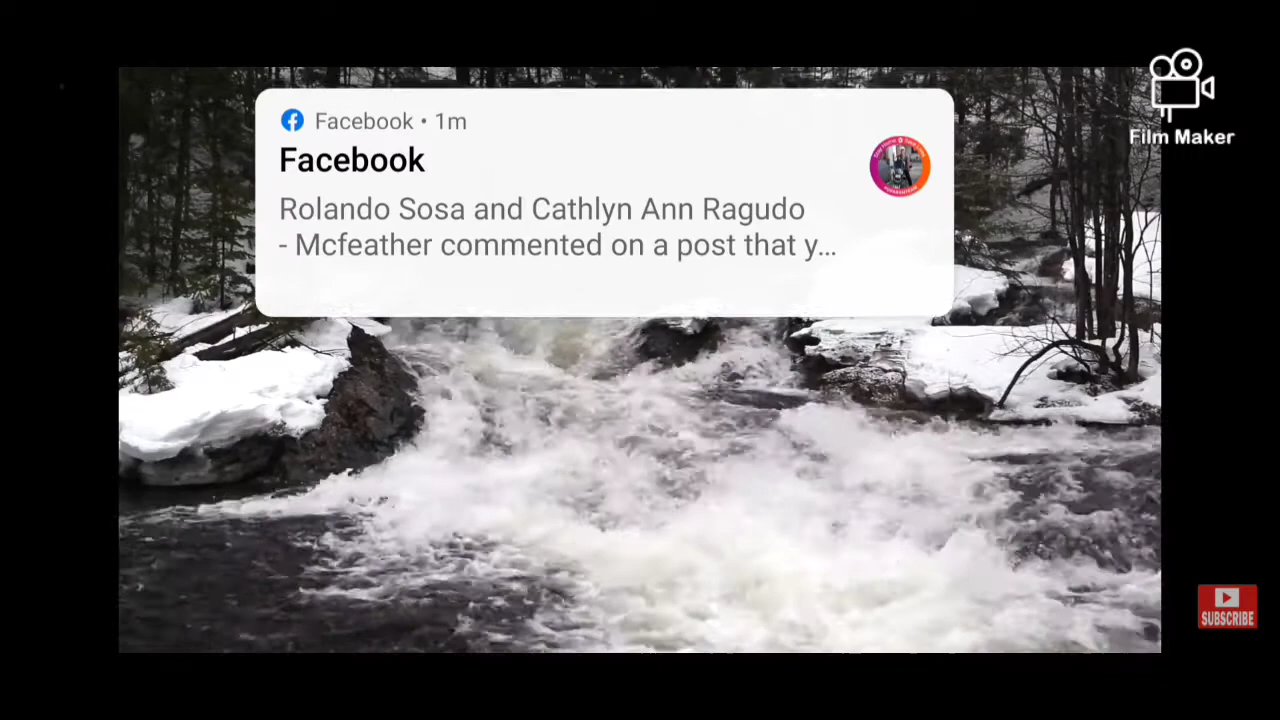 Facebook • 1m
Facebook
Rolando Sosa and Cathlyn Ann Ragudo
- Mcfeather commented on a post that y...
Film Maker
SUBSCRIBE